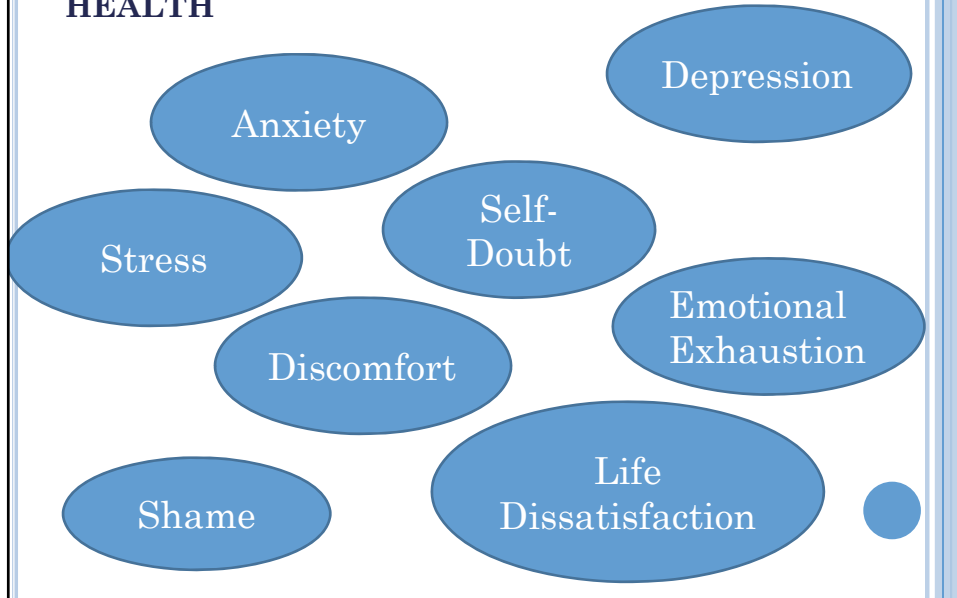 HEALTH
Depression
Anxiety
Self-
Doubt
Stress
Emotional
Exhaustion
Discomfort
Life
Dissatisfaction
Shame